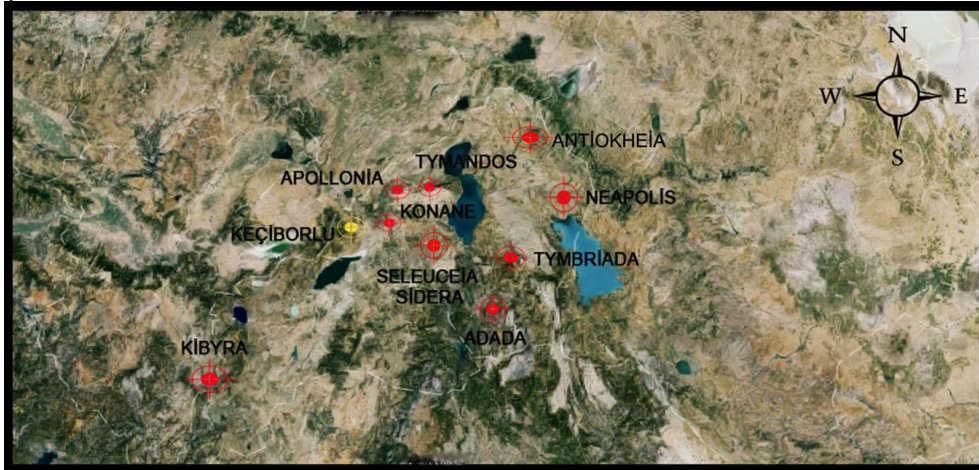 N
W E
S
ANTİOKHEİA
TYMANDOS
APOLLONİA
NEAPOLİS
KONANE
KEÇİBORLU
TYMBRİADA
SELEUCEİA
SİDERA
ADADA
KİBYRA